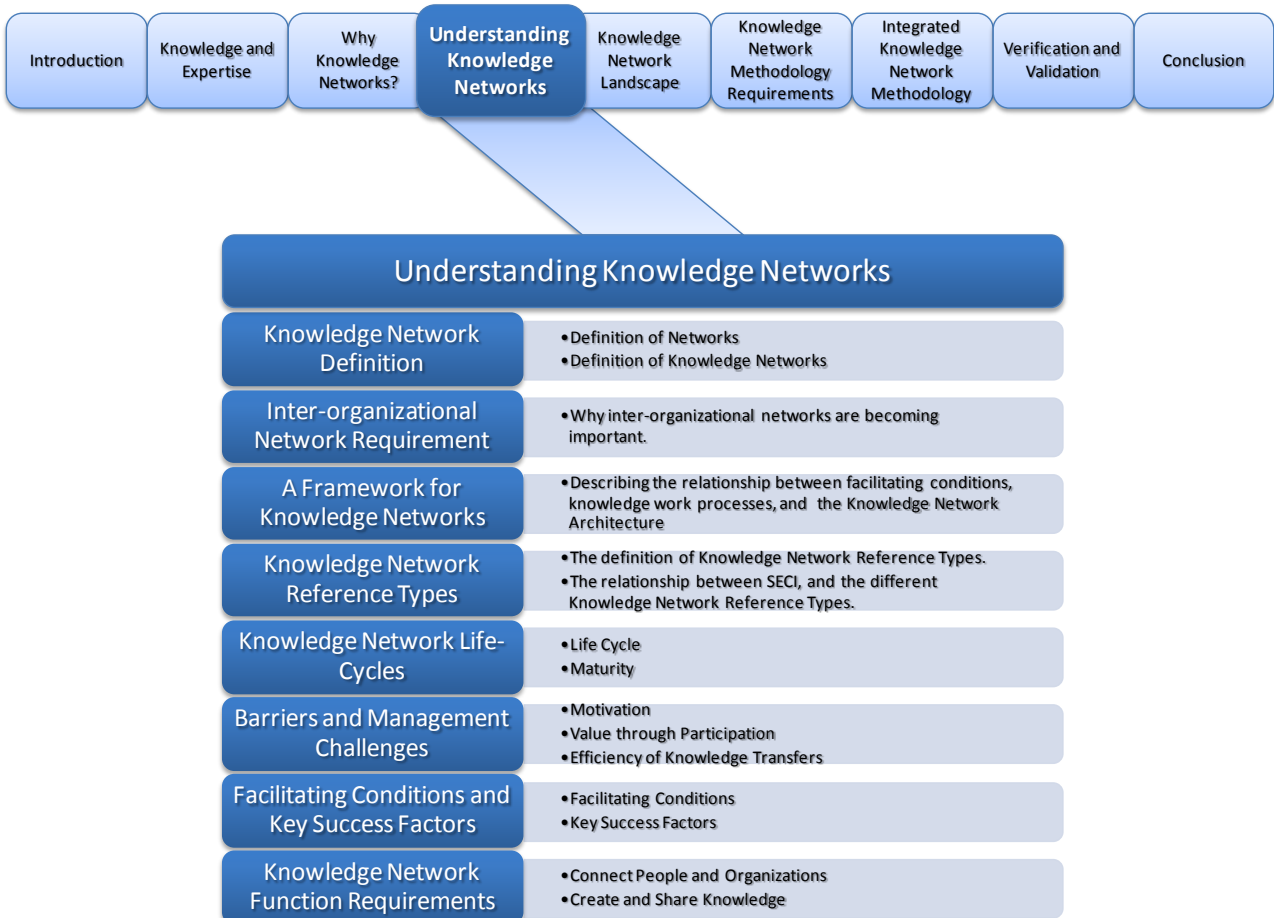 Introduction
Knowledge and
Expertise
Why
Knowledge
Networks?
Understanding
Knowledge
Networks
Knowledge
Network
Landscape
Knowledge
Network
Methodology
Requirements
Integrated
Knowledge
Network
Methodology
Verification and
Validation
Conclusion
Understanding Knowledge Networks
Knowledge Network
Definition
•Definition of Networks
•Definition of Knowledge Networks
Inter-organizational
Network Requirement
•Why inter-organizational networks are becoming
important.
A Framework for
Knowledge Networks
•Describing the relationship between facilitating conditions,
knowledge work processes, and the Knowledge Network
Architecture
Knowledge Network
Reference Types
•The definition of Knowledge Network Reference Types.
•The relationship between SECI, and the different
Knowledge Network Reference Types.
Knowledge Network Life-
Cycles
•Life Cycle
•Maturity
Barriers and Management
Challenges
•Motivation
•Value through Participation
•Efficiency of Knowledge Transfers
Facilitating Conditions and
Key Success Factors
•Facilitating Conditions
•Key Success Factors
Knowledge Network
Function Requirements
•Connect People and Organizations
•Create and Share Knowledge